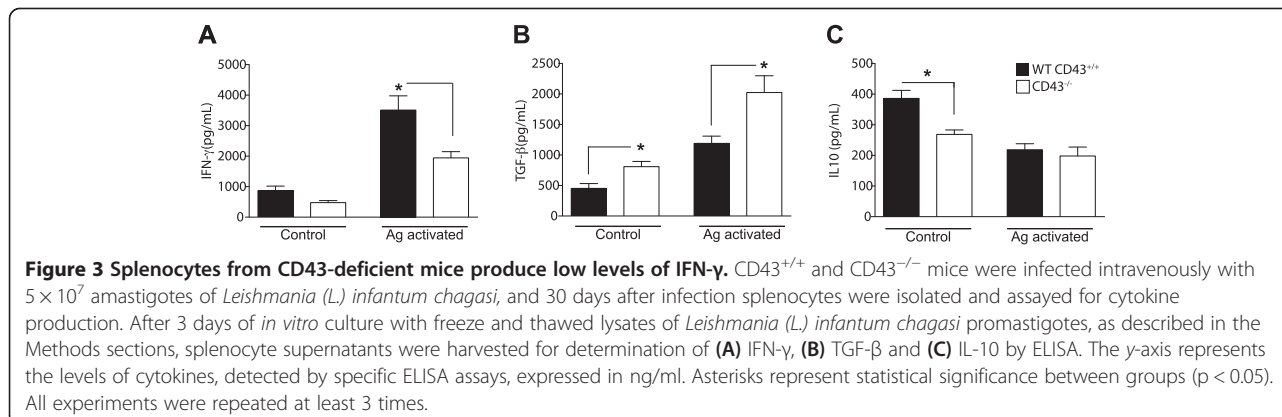 A
B
C
5000
4000
3000
2000
1000
0
IFN-γ(pg/mL)
*
Control
Ag activated
2500
2000
1500
1000
500
0
TGF-β(pg/mL)
*
*
Control
Ag activated
500
400
300
200
100
0
IL10 (pg/mL)
*
WT CD43+/+
CD43-/-
Control
Ag activated
Figure 3 Splenocytes from CD43-deficient mice produce low levels of IFN-γ. CD43+/+ and CD43−/− mice were infected intravenously with
5 × 10⁷ amastigotes of Leishmania (L.) infantum chagasi, and 30 days after infection splenocytes were isolated and assayed for cytokine
production. After 3 days of in vitro culture with freeze and thawed lysates of Leishmania (L.) infantum chagasi promastigotes, as described in the
Methods sections, splenocyte supernatants were harvested for determination of (A) IFN-γ, (B) TGF-β and (C) IL-10 by ELISA. The y-axis represents
the levels of cytokines, detected by specific ELISA assays, expressed in ng/ml. Asterisks represent statistical significance between groups (p < 0.05).
All experiments were repeated at least 3 times.